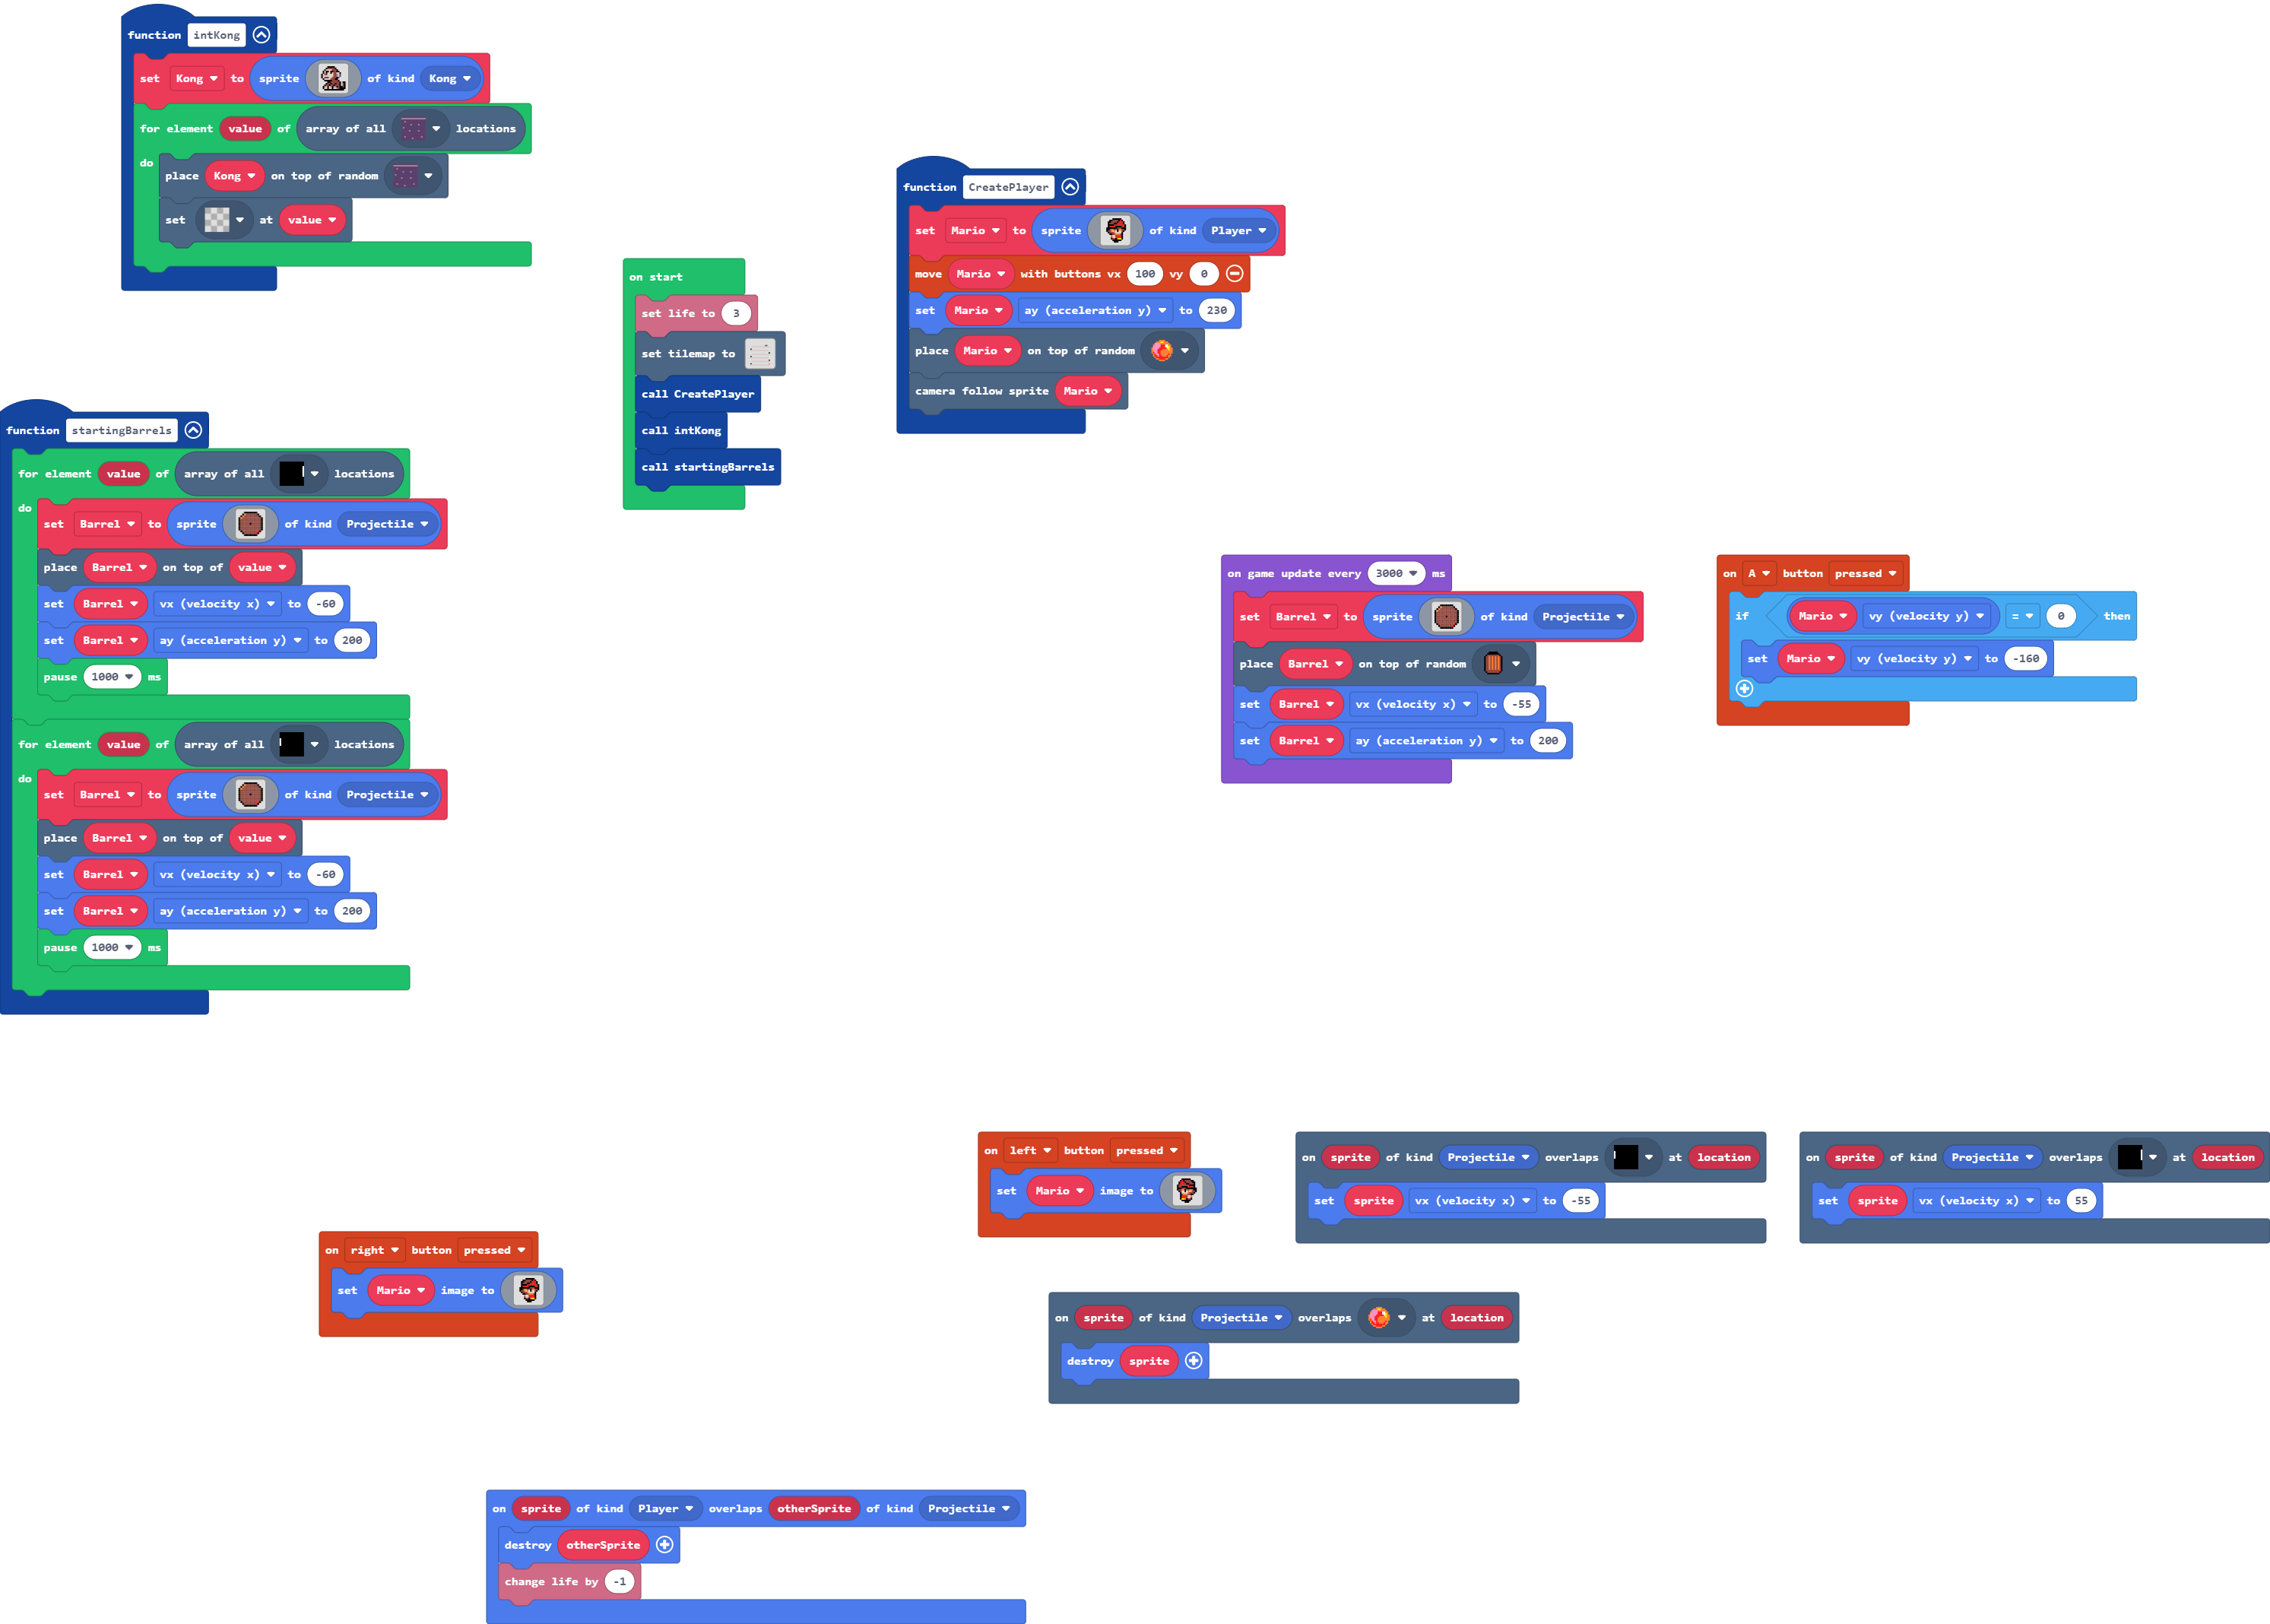 function intKong
set Kong to sprite of kind Kong
for element value of array of all locations
do
place Kong on top of random
set at value
function CreatePlayer
set Mario to sprite of kind Player
move Mario with buttons vx 100 vy 0
set Mario ay (acceleration y) to 230
place Mario on top of random
camera follow sprite Mario
on start
set life to 3
set tilemap to
call CreatePlayer
call intKong
call startingBarrels
function startingBarrels
for element value of array of all locations
do
set Barrel to sprite of kind Projectile
place Barrel on top of value
set Barrel vx (velocity x) to -60
set Barrel ay (acceleration y) to 200
pause 1000 ms
for element value of array of all locations
do
set Barrel to sprite of kind Projectile
place Barrel on top of value
set Barrel vx (velocity x) to -60
set Barrel ay (acceleration y) to 200
pause 1000 ms
on game update every 3000 ms
set Barrel to sprite of kind Projectile
place Barrel on top of random
set Barrel vx (velocity x) to -55
set Barrel ay (acceleration y) to 200
on A button pressed
if Mario vy (velocity y) = 0 then
set Mario vy (velocity y) to -160
on left button pressed
set Mario image to
on sprite of kind Projectile overlaps at location
set sprite vx (velocity x) to -55
on sprite of kind Projectile overlaps at location
set sprite vx (velocity x) to 55
on right button pressed
set Mario image to
on sprite of kind Projectile overlaps at location
destroy sprite
on sprite of kind Player overlaps otherSprite of kind Projectile
destroy otherSprite
change life by -1